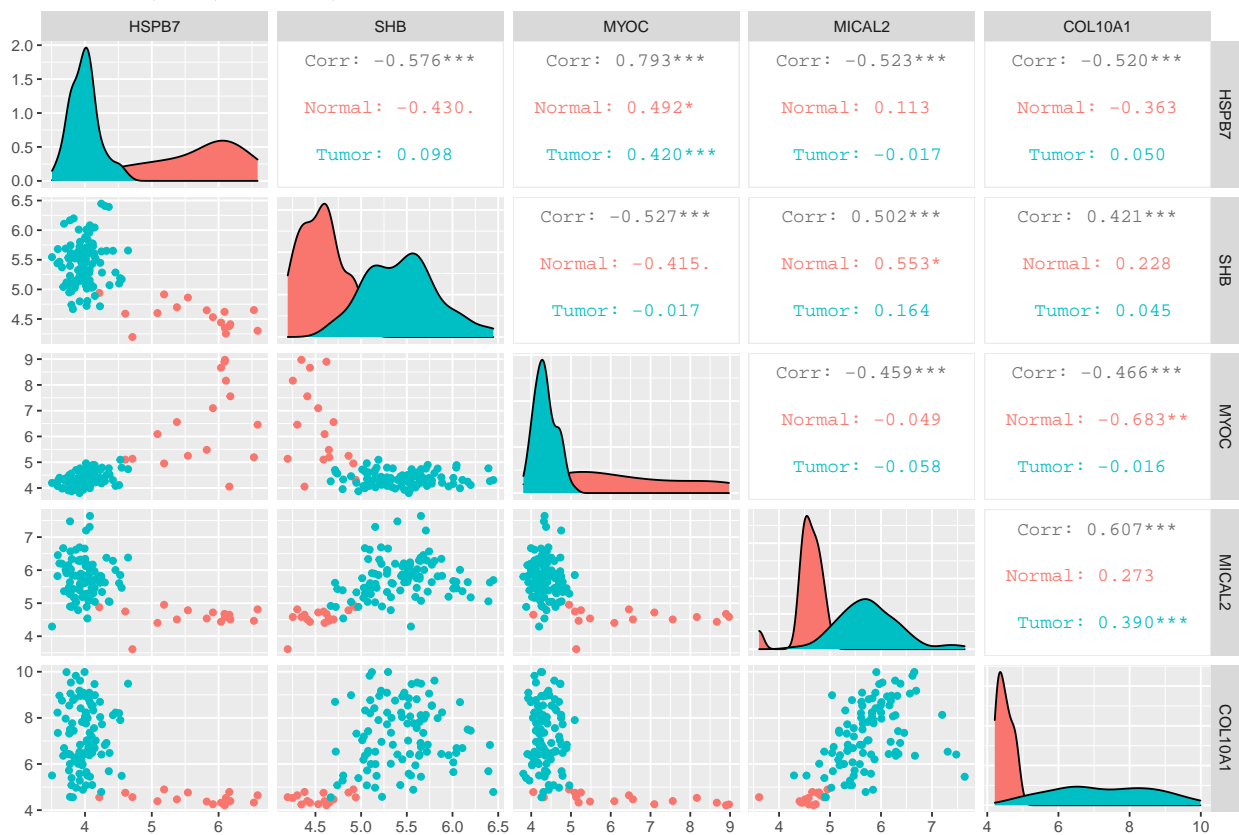 HSPB7 SHB MYOC MICAL2 COL10A1
2.0
1.5
1.0
0.5
0.0
Corr: -0.576***
Normal: -0.430.
Tumor: 0.098
Corr: 0.793***
Normal: 0.492*
Tumor: 0.420***
Corr: -0.523***
Normal: 0.113
Tumor: -0.017
Corr: -0.520***
Normal: -0.363
Tumor: 0.050
HSPB7
6.5
6.0
5.5
5.0
4.5
Corr: -0.527***
Normal: -0.415.
Tumor: -0.017
Corr: 0.502***
Normal: 0.553*
Tumor: 0.164
Corr: 0.421***
Normal: 0.228
Tumor: 0.045
SHB
9
8
7
6
5
4
Corr: -0.459***
Normal: -0.049
Tumor: -0.058
Corr: -0.466***
Normal: -0.683**
Tumor: -0.016
MYOC
7
6
5
4
Corr: 0.607***
Normal: 0.273
Tumor: 0.390***
MICAL2
10
8
6
4
COL10A1
4 5 6 4.5 5.0 5.5 6.0 6.5 4 5 6 7 8 9 4 5 6 7 4 6 8 10